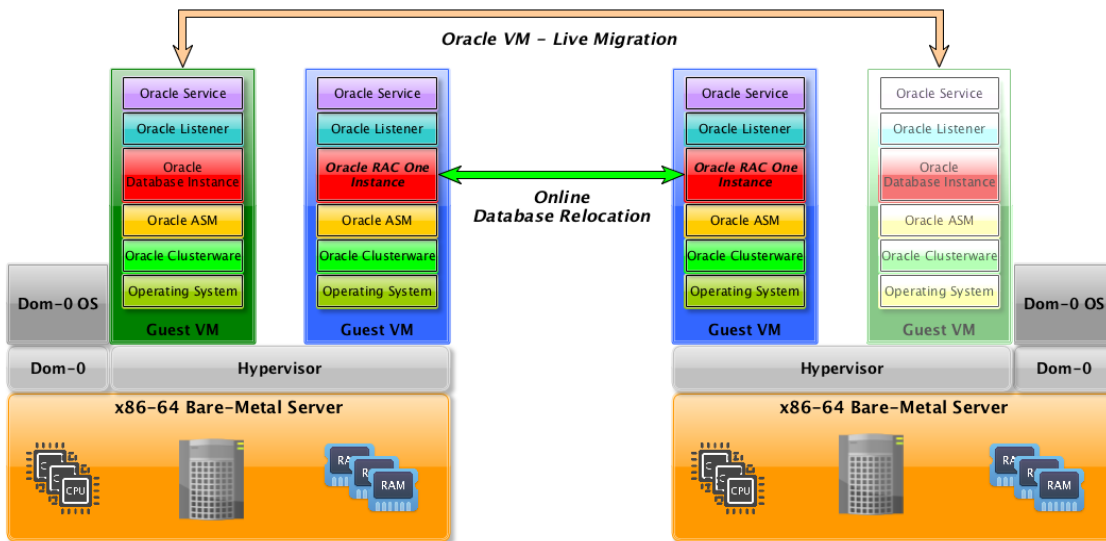 Oracle VM - Live Migration
Oracle Service
Oracle Listener
Oracle
Database Instance
Oracle ASM
Oracle Clusterware
Operating System
Guest VM
Oracle Service
Oracle Listener
Oracle RAC One
Instance
Oracle ASM
Oracle Clusterware
Operating System
Guest VM
Online
Database Relocation
Oracle Service
Oracle Listener
Oracle RAC One
Instance
Oracle ASM
Oracle Clusterware
Operating System
Guest VM
Oracle Service
Oracle Listener
Oracle
Database Instance
Oracle ASM
Oracle Clusterware
Operating System
Guest VM
Dom-0 OS
Dom-0
Hypervisor
x86-64 Bare-Metal Server
CPU
RAM
Dom-0 OS
Hypervisor
Dom-0
x86-64 Bare-Metal Server
CPU
RAM